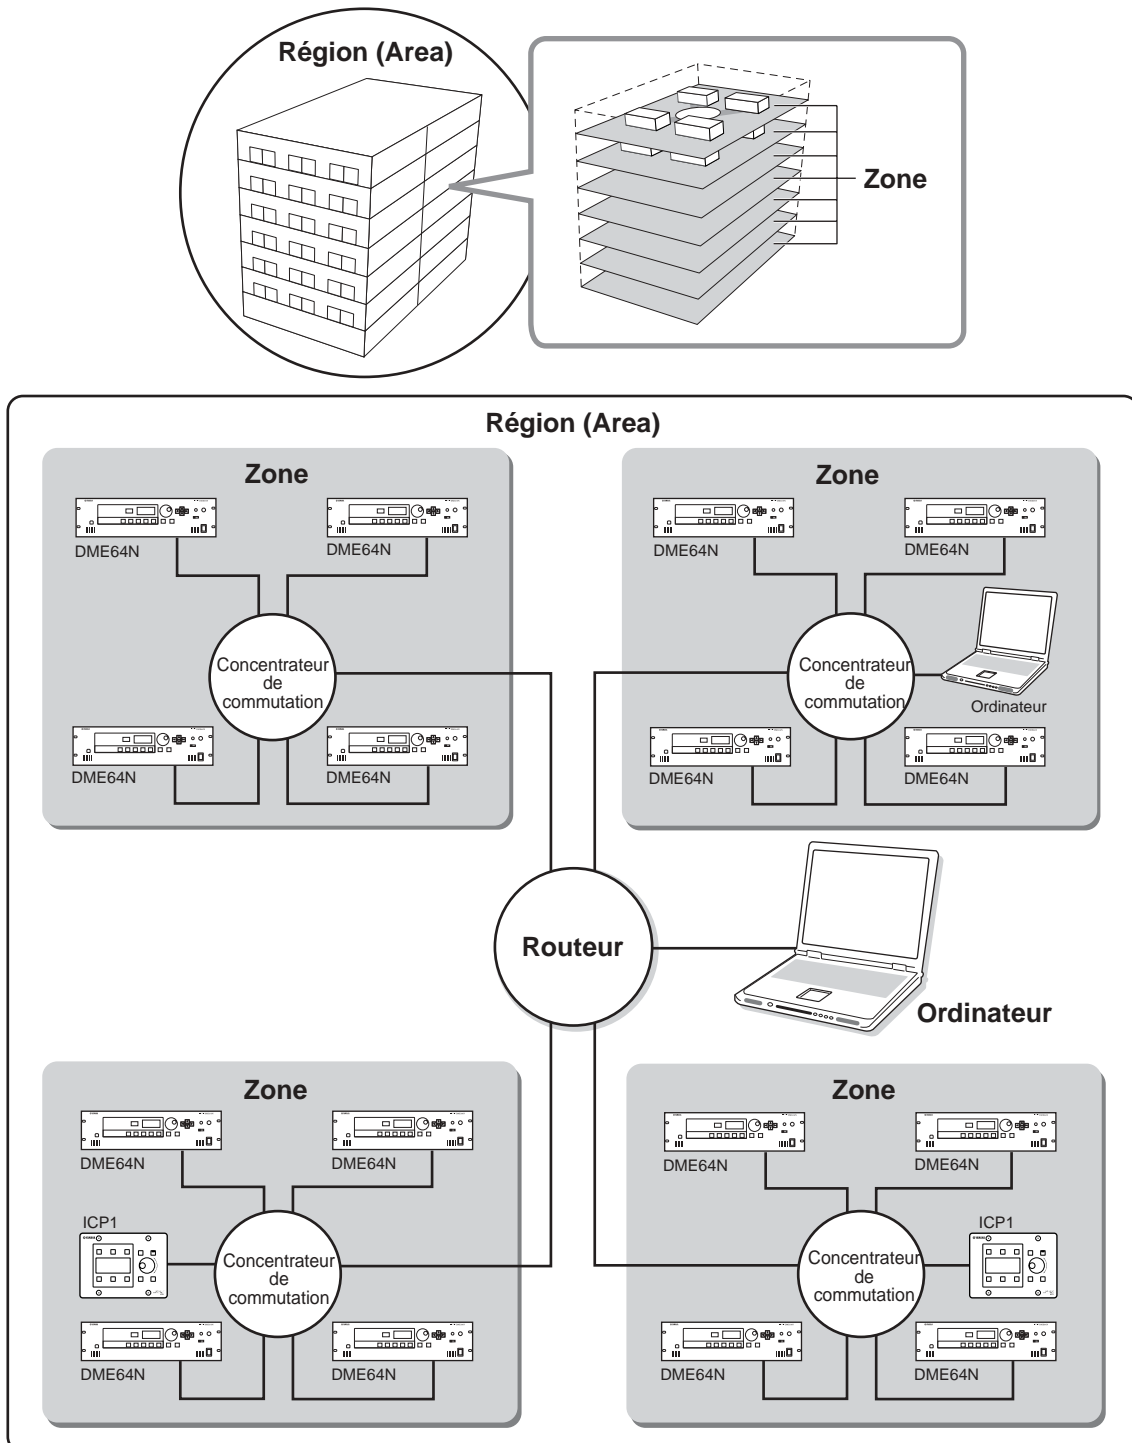 Région (Area)
Zone
Région (Area)
Zone
DME64N
DME64N
Concentrateur
de
commutation
DME64N
DME64N
Zone
DME64N
DME64N
Concentrateur
de
commutation
Ordinateur
DME64N
DME64N
Routeur
Ordinateur
Zone
DME64N
DME64N
ICP1
Concentrateur
de
commutation
DME64N
DME64N
Zone
DME64N
DME64N
ICP1
Concentrateur
de
commutation
DME64N
DME64N